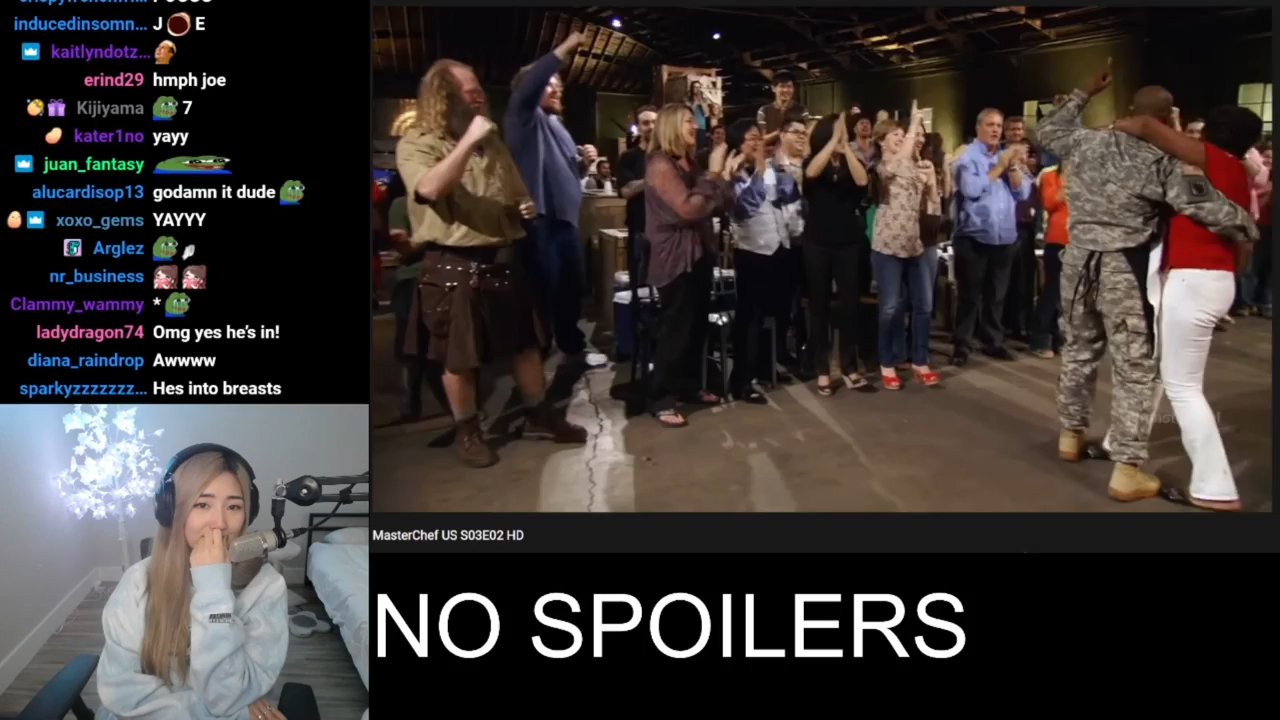 inducedinsomn... J O E
kaitlyndotz...
erind29 hmph joe
Kijiyama 7
kater1no yayy
juan_fantasy
alucardisop13 godamn it dude
xoxo_gems YAYYY
Arglez
nr_business
Clammy_wammy *
ladydragon74 Omg yes he's in!
diana_raindrop Awwww
sparkyzzzzzzz... Hes into breasts
MasterChef US S03E02 HD
NO SPOILERS